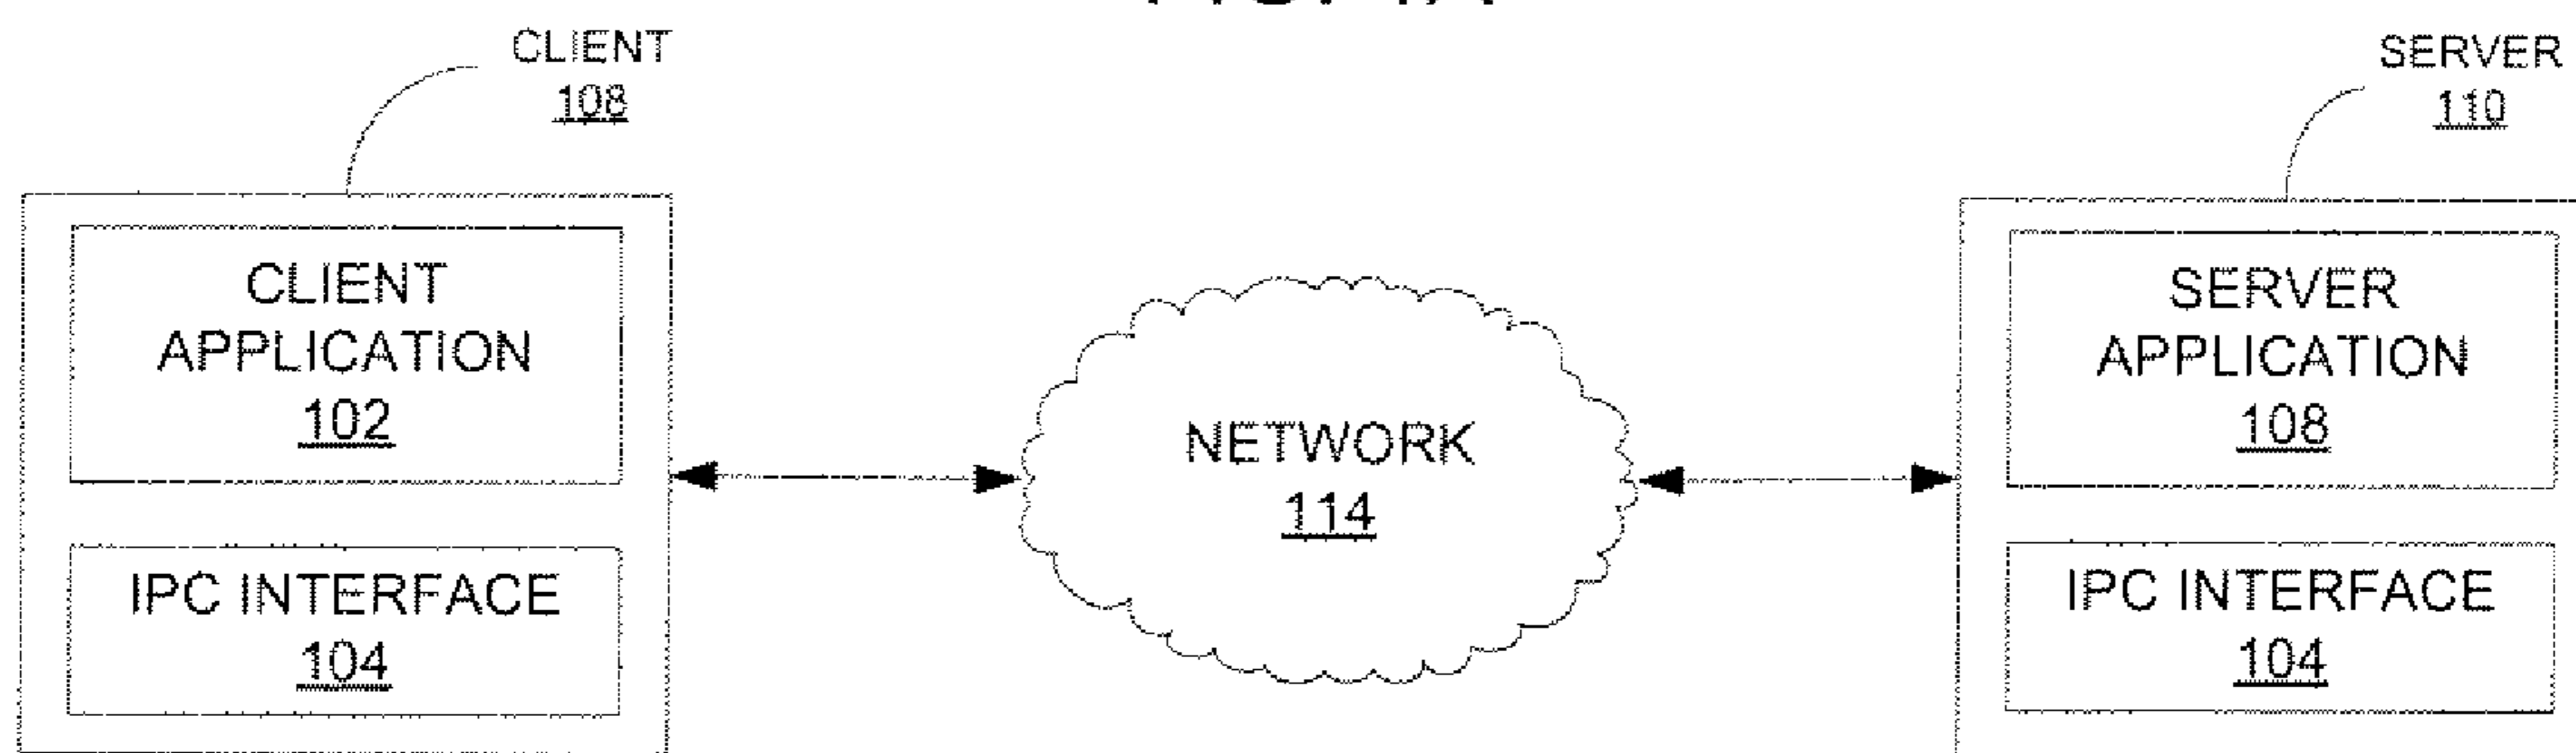 CLIENT
108
SERVER
110
CLIENT
APPLICATION
102
IPC INTERFACE
104
NETWORK
114
SERVER
APPLICATION
108
IPC INTERFACE
104